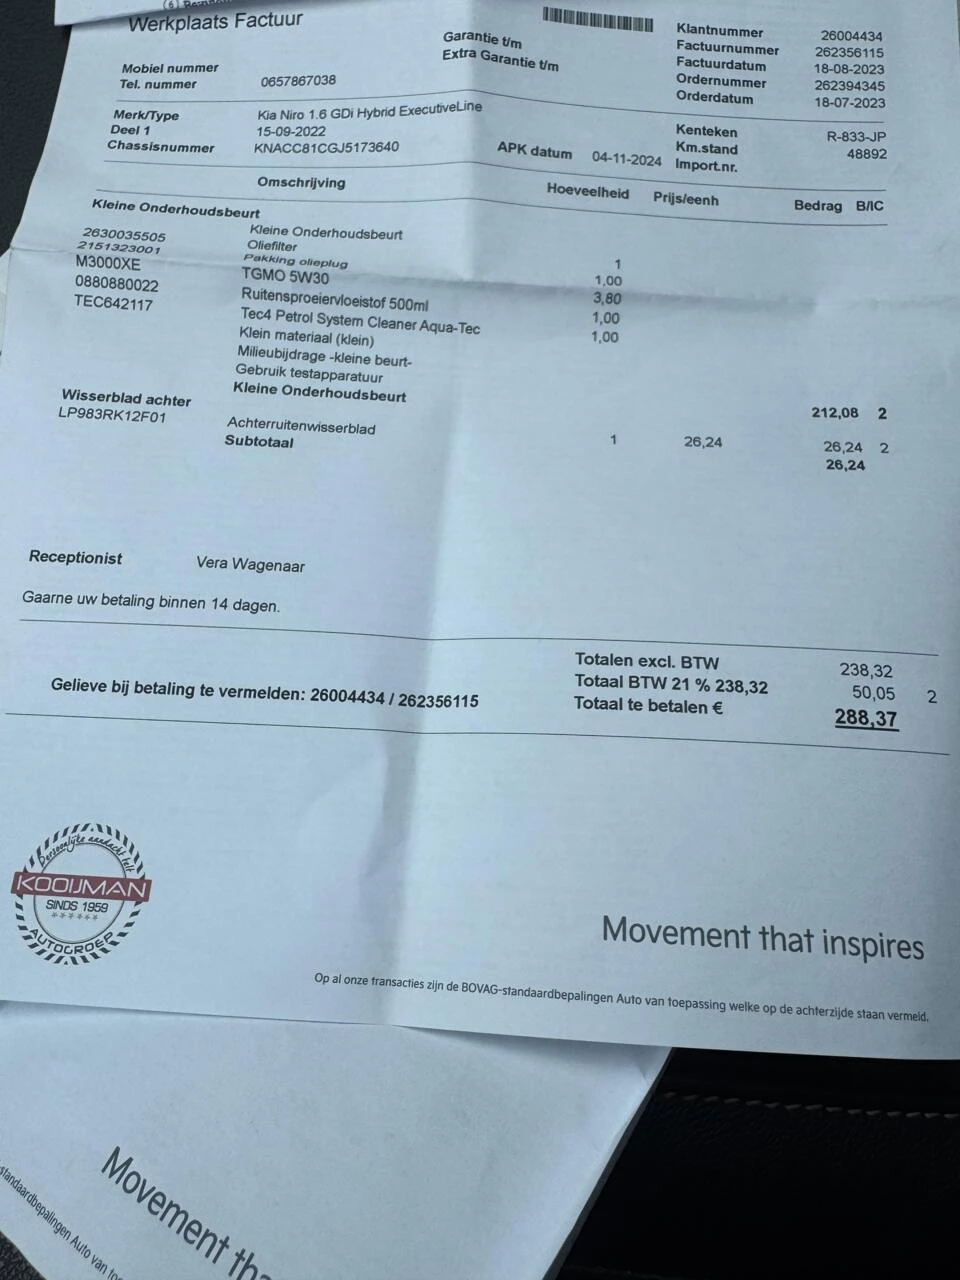 Werkplaats Factuur
Garantie t/m
Extra Garantie t/m
Klantnummer 26004434
Factuurnummer 262356115
Factuurdatum 18-08-2023
Ordernummer 262394345
Orderdatum 18-07-2023
Mobiel nummer
Tel. nummer 0657867038
Merk/Type Kia Niro 1.6 GDi Hybrid ExecutiveLine
Deel 1 15-09-2022
Chassisnummer KNACC81CGJ5173640
APK datum 04-11-2024
Kenteken R-833-JP
Km.stand 48892
Import.nr.
Omschrijving Hoeveelheid Prijs/eenh Bedrag B/IC
Kleine Onderhoudsbeurt
Kleine Onderhoudsbeurt 1
2630035505 Oliefilter 1,00
2151323001 Pakking olieplug
M3000XE TGMO 5W30 3,80
0880880022 Ruitensproeiervloeistof 500ml 1,00
TEC642117 Tec4 Petrol System Cleaner Aqua-Tec 1,00
Klein materiaal (klein)
Milieubijdrage -kleine beurt-
Gebruik testapparatuur
Kleine Onderhoudsbeurt 212,08 2
Wisserblad achter
LP983RK12F01 Achterruitenwisserblad 1 26,24 26,24 2
Subtotaal 26,24
Receptionist Vera Wagenaar
Gaarne uw betaling binnen 14 dagen.
Totalen excl. BTW 238,32
Totaal BTW 21 % 238,32 50,05 2
Totaal te betalen € 288,37
Gelieve bij betaling te vermelden: 26004434 / 262356115
Persoonlijke aandacht telt
KOOIJMAN
SINDS 1959
AUTOGROEP
Movement that inspires
Op al onze transacties zijn de BOVAG-standaardbepalingen Auto van toepassing welke op de achterzijde staan vermeld.
Movement tha
standaardbepalingen Auto van toe